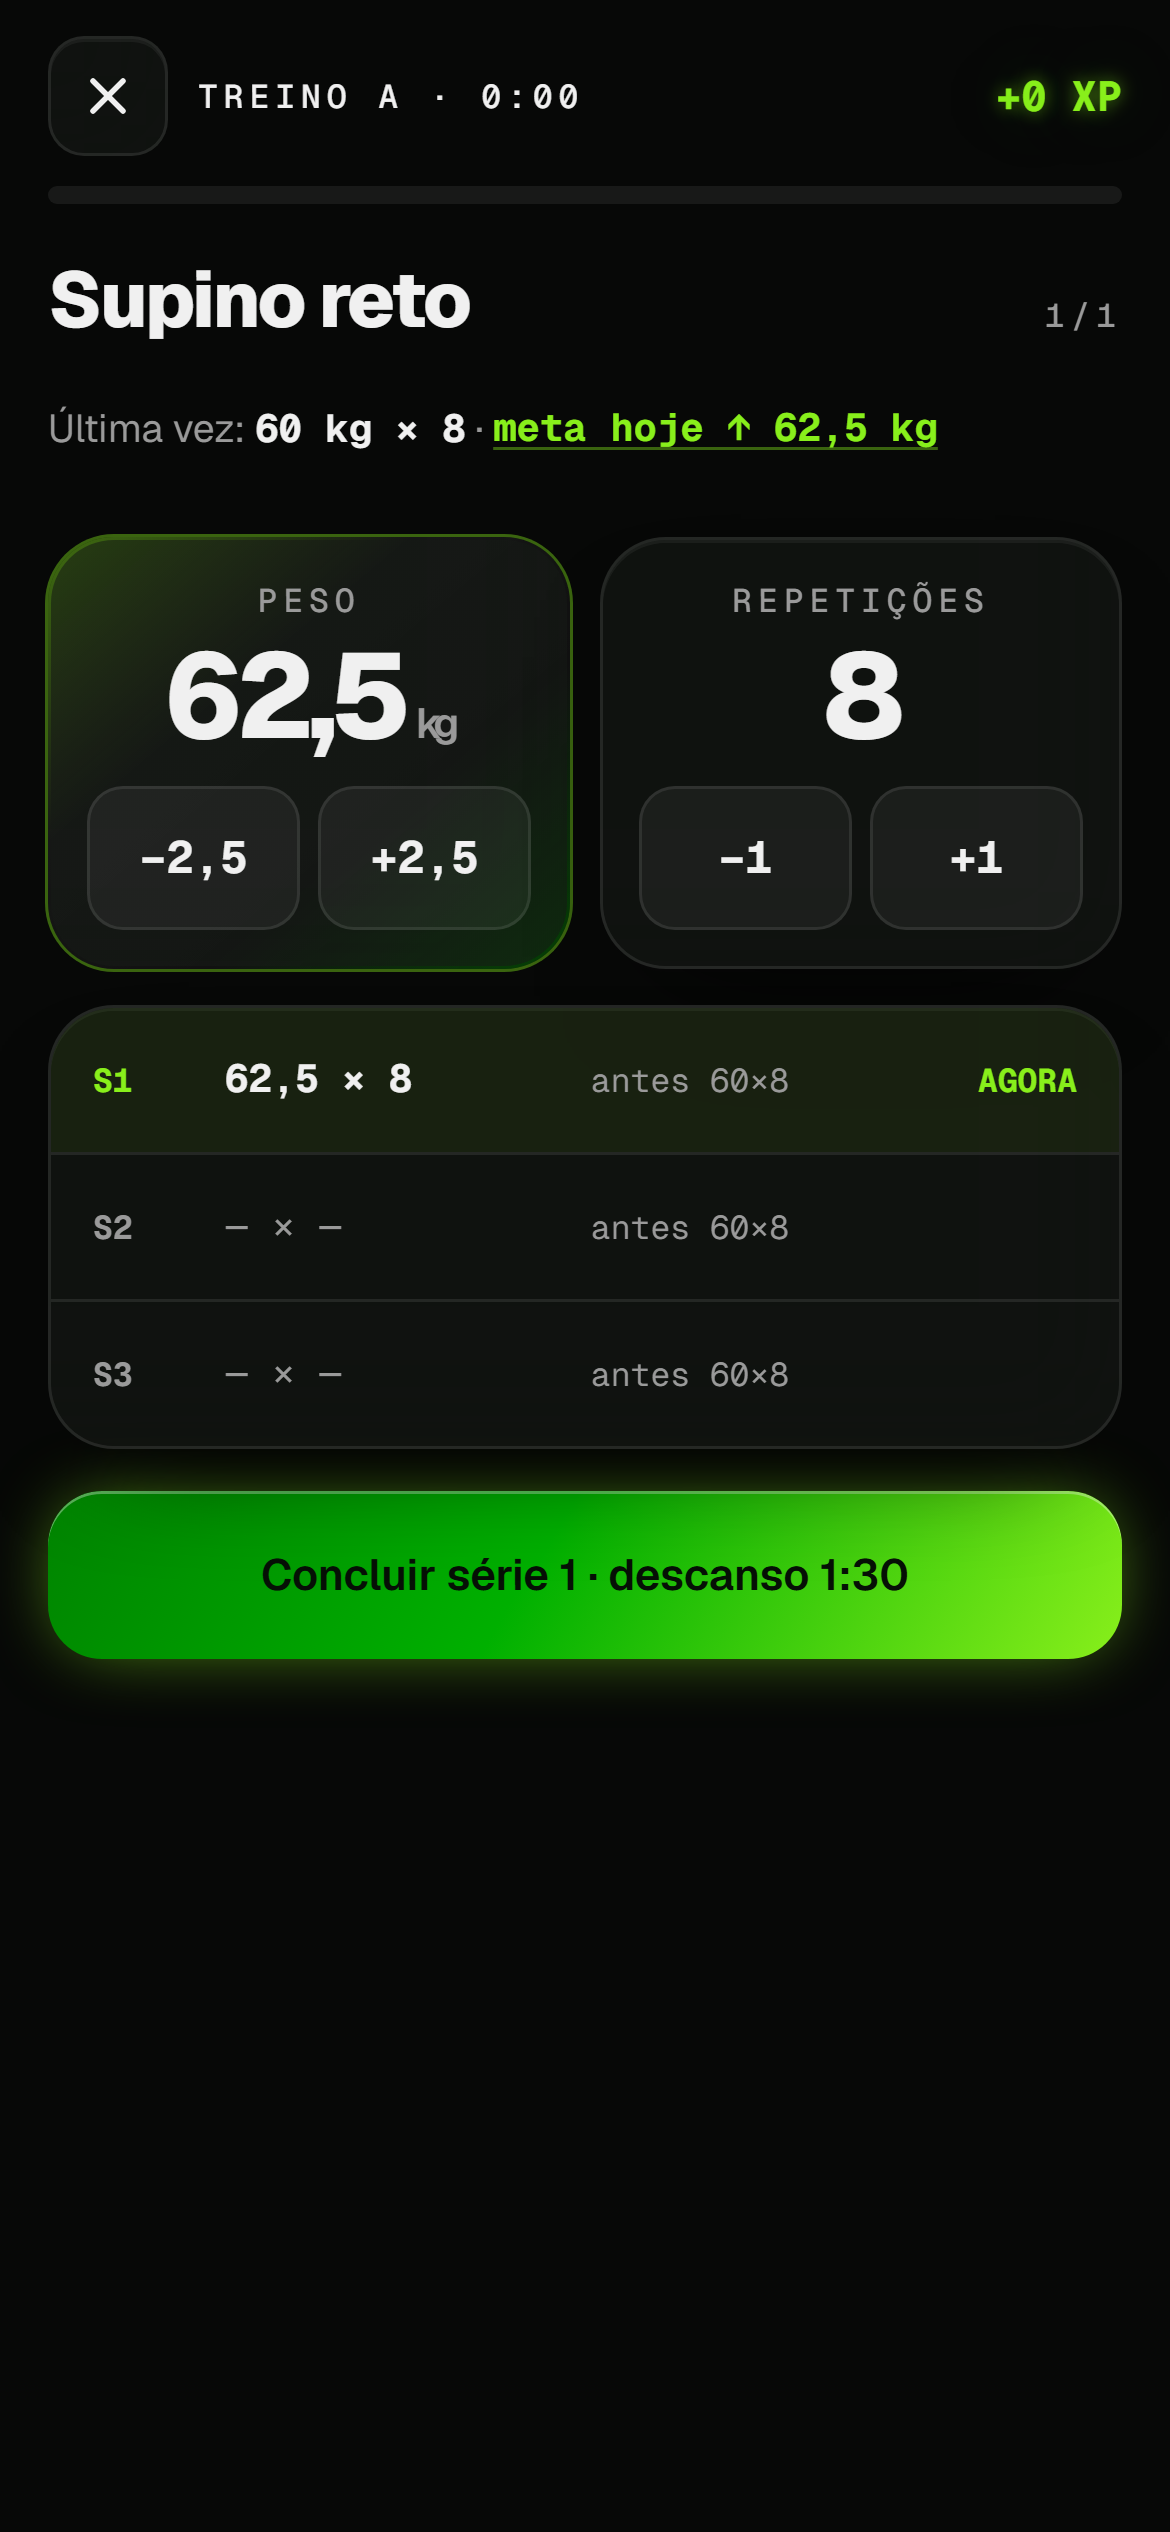 TREINO A · 0:00
+0 XP
Supino reto
1/1
Última vez: 60 kg × 8 · meta hoje ↑ 62,5 kg
PESO
62,5 kg
−2,5
+2,5
REPETIÇÕES
8
−1
+1
S1 62,5 × 8 antes 60×8 AGORA
S2 — × — antes 60×8
S3 — × — antes 60×8
Concluir série 1 · descanso 1:30